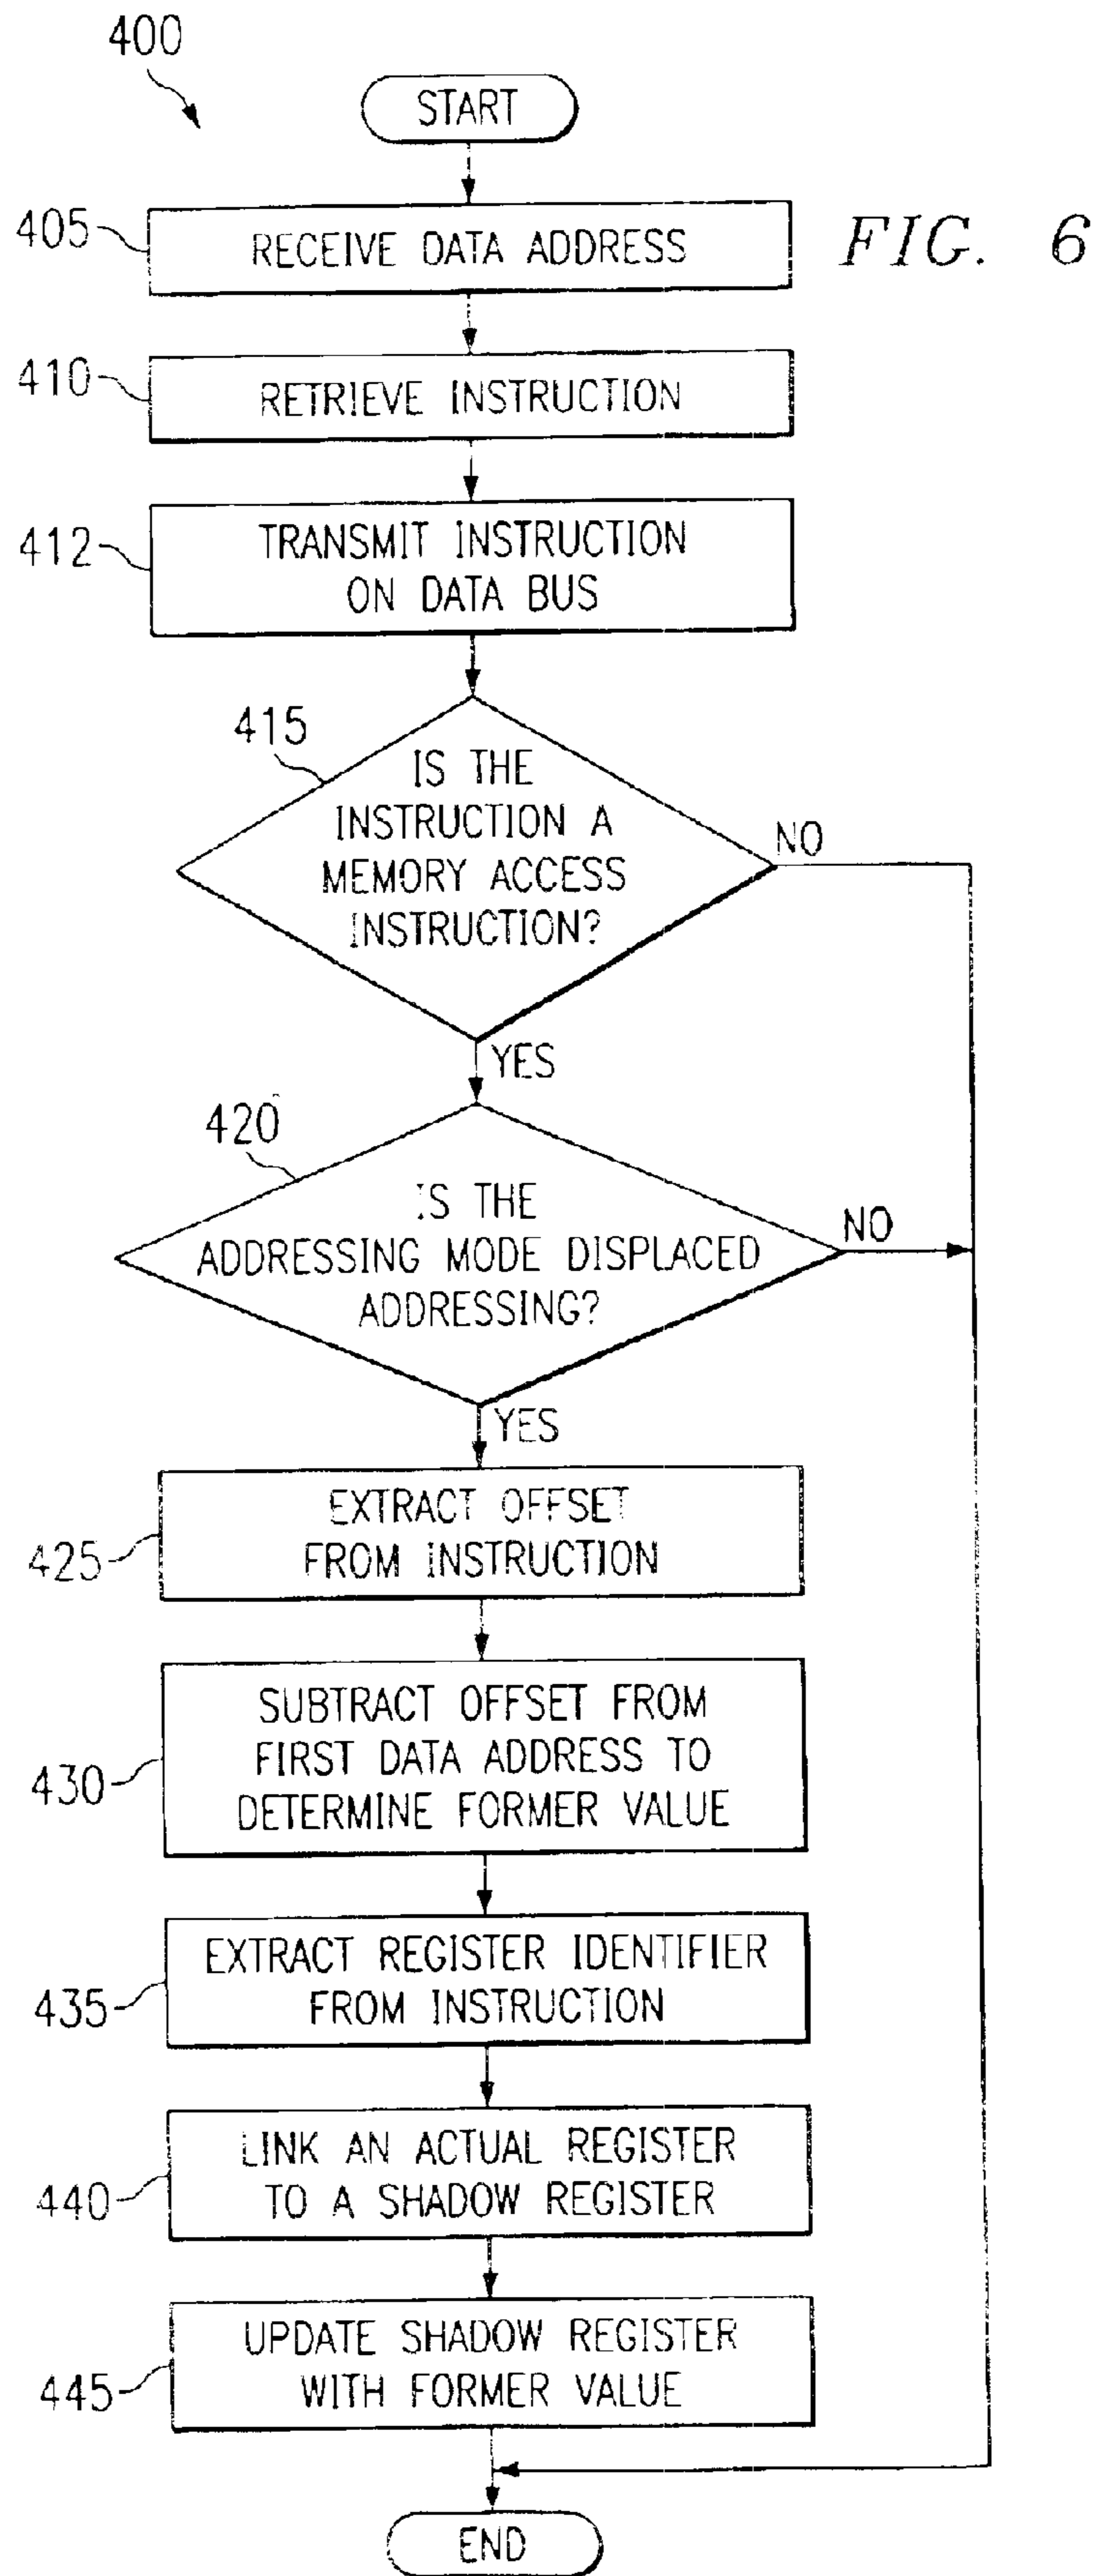 400
START
405
RECEIVE DATA ADDRESS
FIG. 6
410
RETRIEVE INSTRUCTION
412
TRANSMIT INSTRUCTION
ON DATA BUS
415
IS THE
INSTRUCTION A
MEMORY ACCESS
INSTRUCTION?
NO
YES
420
IS THE
ADDRESSING MODE DISPLACED
ADDRESSING?
NO
YES
425
EXTRACT OFFSET
FROM INSTRUCTION
430
SUBTRACT OFFSET FROM
FIRST DATA ADDRESS TO
DETERMINE FORMER VALUE
435
EXTRACT REGISTER IDENTIFIER
FROM INSTRUCTION
440
LINK AN ACTUAL REGISTER
TO A SHADOW REGISTER
445
UPDATE SHADOW REGISTER
WITH FORMER VALUE
END